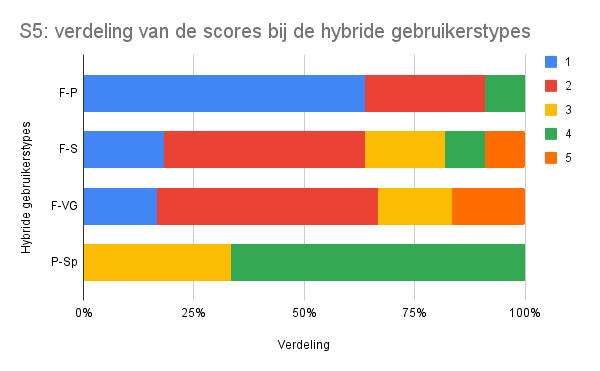 S5: verdeling van de scores bij de hybride gebruikerstypes
1
2
3
4
5
Hybride gebruikerstypes
F-P
F-S
F-VG
P-Sp
0%
25%
50%
75%
100%
Verdeling